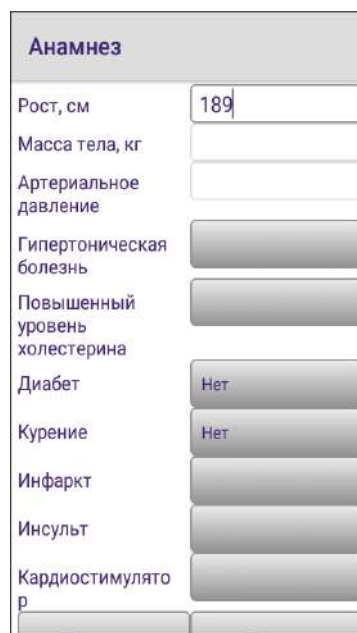 Анамнез
Рост, см
189
Масса тела, кг
Артериальное
давление
Гипертоническая
болезнь
Повышенный
уровень
холестерина
Диабет
Нет
Курение
Нет
Инфаркт
Инсульт
Кардиостимулято
р